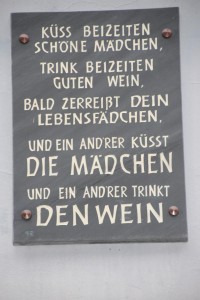 KÜSS BEIZEITEN
SCHÖNE MÄDCHEN,
TRINK BEIZEITEN
GUTEN WEIN,
BALD ZERREIẞT DEIN
LEBENSFÄDCHEN,
UND EIN AND'RER KÜSST
DIE MÄDCHEN
UND EIN AND'RER TRINKT
DEN WEIN